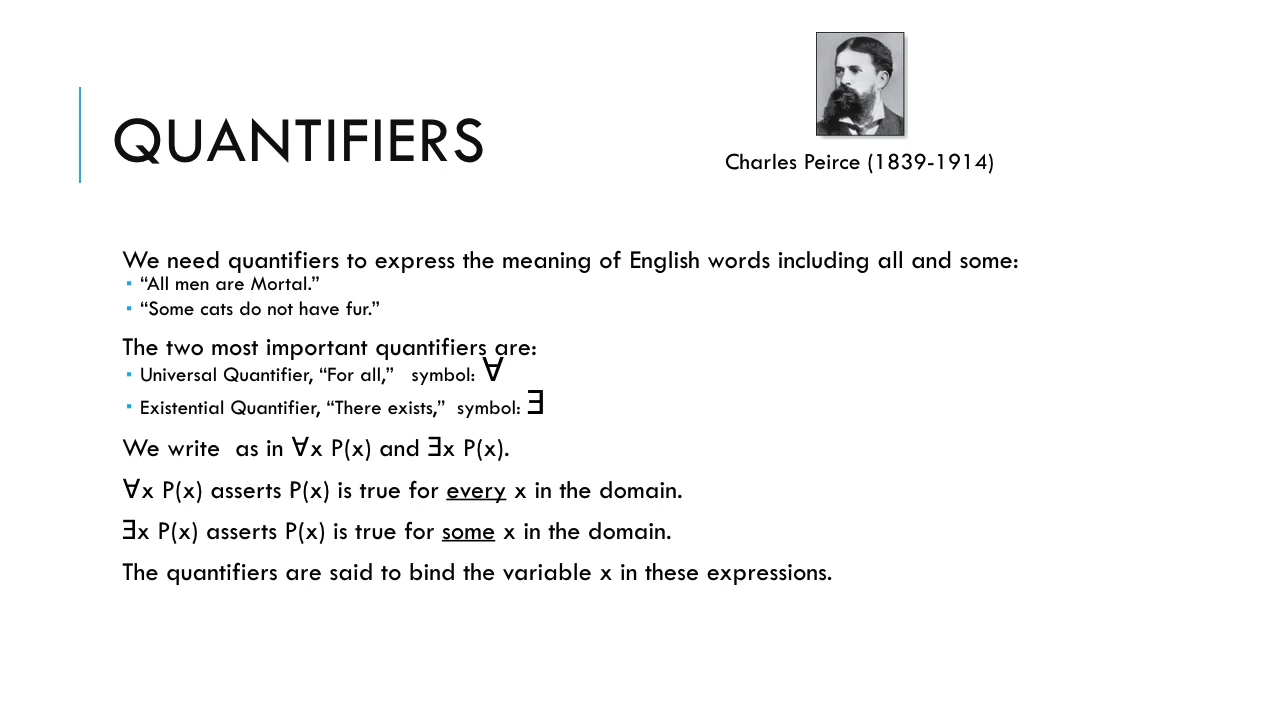 QUANTIFIERS
Charles Peirce (1839-1914)
We need quantifiers to express the meaning of English words including all and some:
▪ “All men are Mortal.”
▪ “Some cats do not have fur.”
The two most important quantifiers are:
▪ Universal Quantifier, “For all,”   symbol: ∀
▪ Existential Quantifier, “There exists,”  symbol: ∃
We write  as in ∀x P(x) and ∃x P(x).
∀x P(x) asserts P(x) is true for every x in the domain.
∃x P(x) asserts P(x) is true for some x in the domain.
The quantifiers are said to bind the variable x in these expressions.